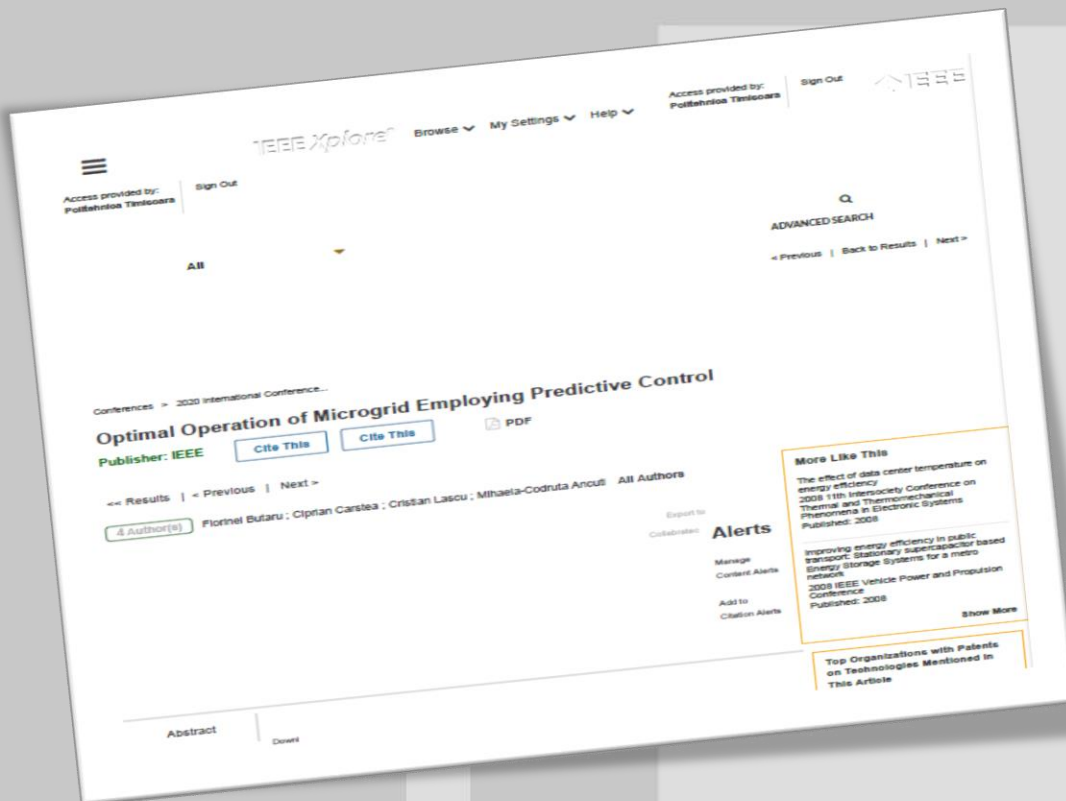 IEEE Xplore®
Browse My Settings Help
Access provided by:
Politehnica Timisoara
Sign Out
IEEE
Access provided by:
Politehnica Timisoara
Sign Out
ADVANCED SEARCH
All
< Previous | Back to Results | Next >
Conferences > 2020 International Conference...
Optimal Operation of Microgrid Employing Predictive Control
Publisher: IEEE
Cite This
Cite This
PDF
<< Results | < Previous | Next >
4 Author(s)
Florinel Butaru ; Ciprian Carstea ; Cristian Lascu ; Mihaela-Codruta Ancuti All Authors
Export to
Collabratec
Alerts
Manage
Content Alerts
Add to
Citation Alerts
More Like This
The effect of data center temperature on
energy efficiency
2008 11th Intersociety Conference on
Thermal and Thermomechanical
Phenomena in Electronic Systems
Published: 2008
Improving energy efficiency in public
transport: Stationary supercapacitor based
Energy Storage Systems for a metro
network
2008 IEEE Vehicle Power and Propulsion
Conference
Published: 2008
Show More
Top Organizations with Patents
on Technologies Mentioned in
This Article
Abstract
Downl